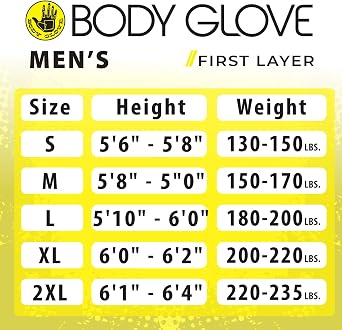 BODY GLOVE
BODY GLOVE
MEN'S //FIRST LAYER
Size Height Weight
S 5'6" - 5'8" 130-150LBS.
M 5'8" - 5"0" 150-170LBS.
L 5'10" - 6'0" 180-200LBS.
XL 6'0" - 6'2" 200-220LBS.
2XL 6'1" - 6'4" 220-235LBS.